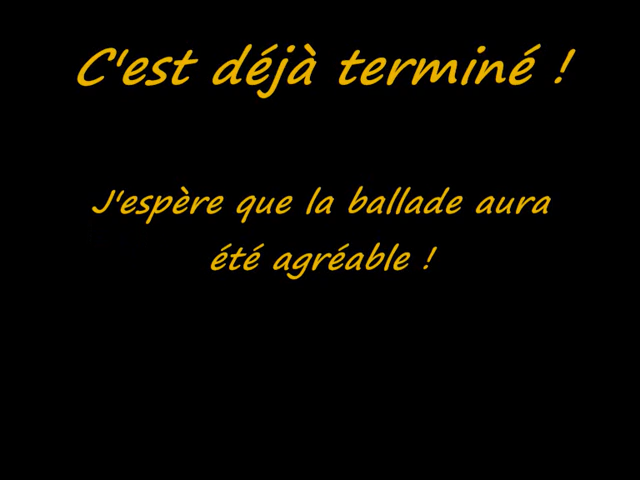 C'est déjà terminé !
J'espère que la ballade aura
été agréable !